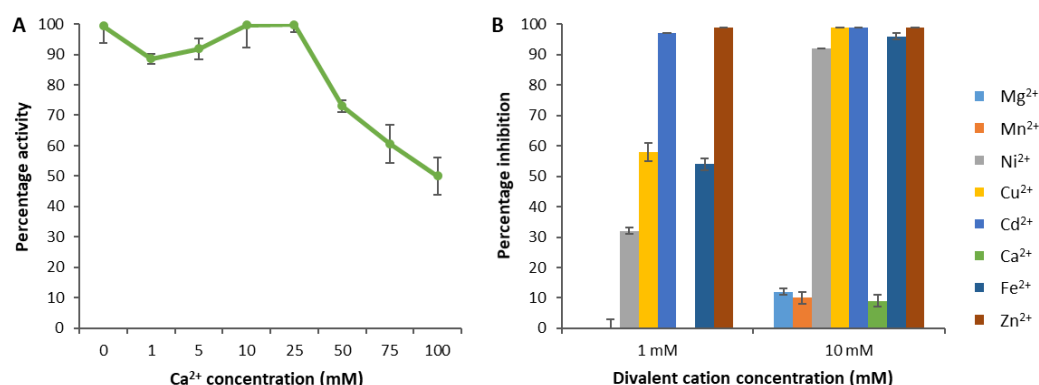 A
Percentage activity
100
90
80
70
60
50
40
30
20
10
0
0 1 5 10 25 50 75 100
Ca²⁺ concentration (mM)
B
Percentage inhibition
100
90
80
70
60
50
40
30
20
10
0
1 mM 10 mM
Divalent cation concentration (mM)
Mg²⁺
Mn²⁺
Ni²⁺
Cu²⁺
Cd²⁺
Ca²⁺
Fe²⁺
Zn²⁺